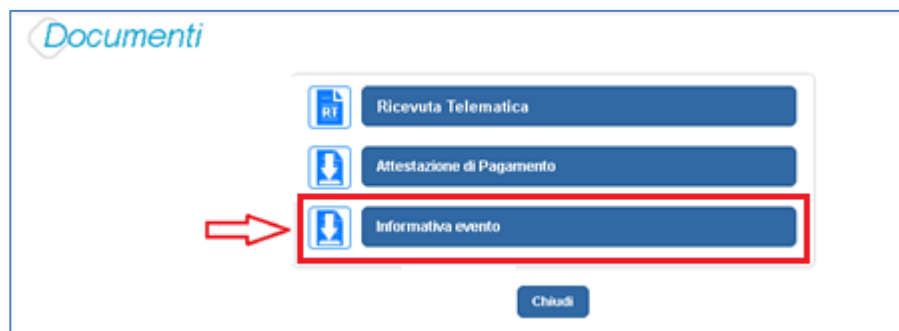 Documenti
RT
Ricevuta Telematica
Attestazione di Pagamento
Informativa evento
Chiudi